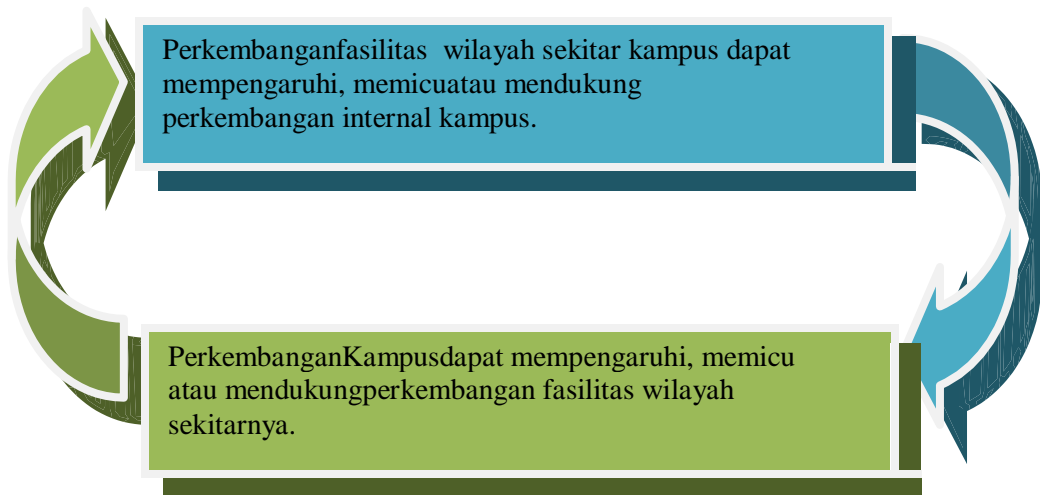 Perkembanganfasilitas wilayah sekitar kampus dapat
mempengaruhi, memicuatau mendukung
perkembangan internal kampus.
PerkembanganKampusdapat mempengaruhi, memicu
atau mendukungperkembangan fasilitas wilayah
sekitarnya.